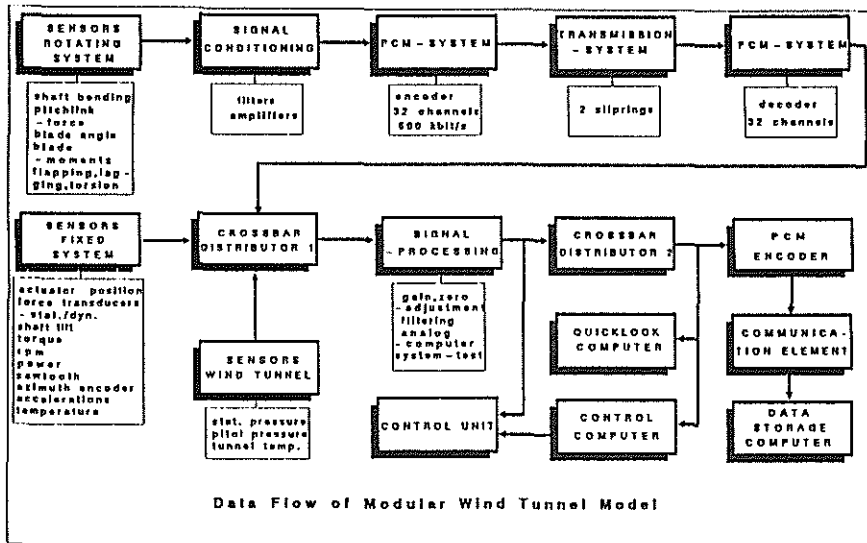 SENSORS
ROTATING
SYSTEM
SIGNAL
CONDITIONING
PCM-SYSTEM
TRANSMISSION
-SYSTEM
PCM-SYSTEM
shaft bending
pitchlink
-force
blade angle
blade
-moments
flapping,lag-
ging,torsion
filters
amplifiers
encoder
32 channels
600 kbit/s
2 sliprings
decoder
32 channels
SENSORS
FIXED
SYSTEM
CROSSBAR
DISTRIBUTOR 1
SIGNAL
-PROCESSING
CROSSBAR
DISTRIBUTOR 2
PCM
ENCODER
actuator position
force transducers
-stat./dyn.
shaft tilt
torque
rpm
power
sawtooth
azimuth encoder
accelerations
temperature
gain,zero
-adjustment
filtering
analog
-computer
system-test
SENSORS
WIND TUNNEL
QUICKLOOK
COMPUTER
COMMUNICA-
TION ELEMENT
stat. pressure
pitot pressure
tunnel temp.
CONTROL UNIT
CONTROL
COMPUTER
DATA
STORAGE
COMPUTER
Data Flow of Modular Wind Tunnel Model